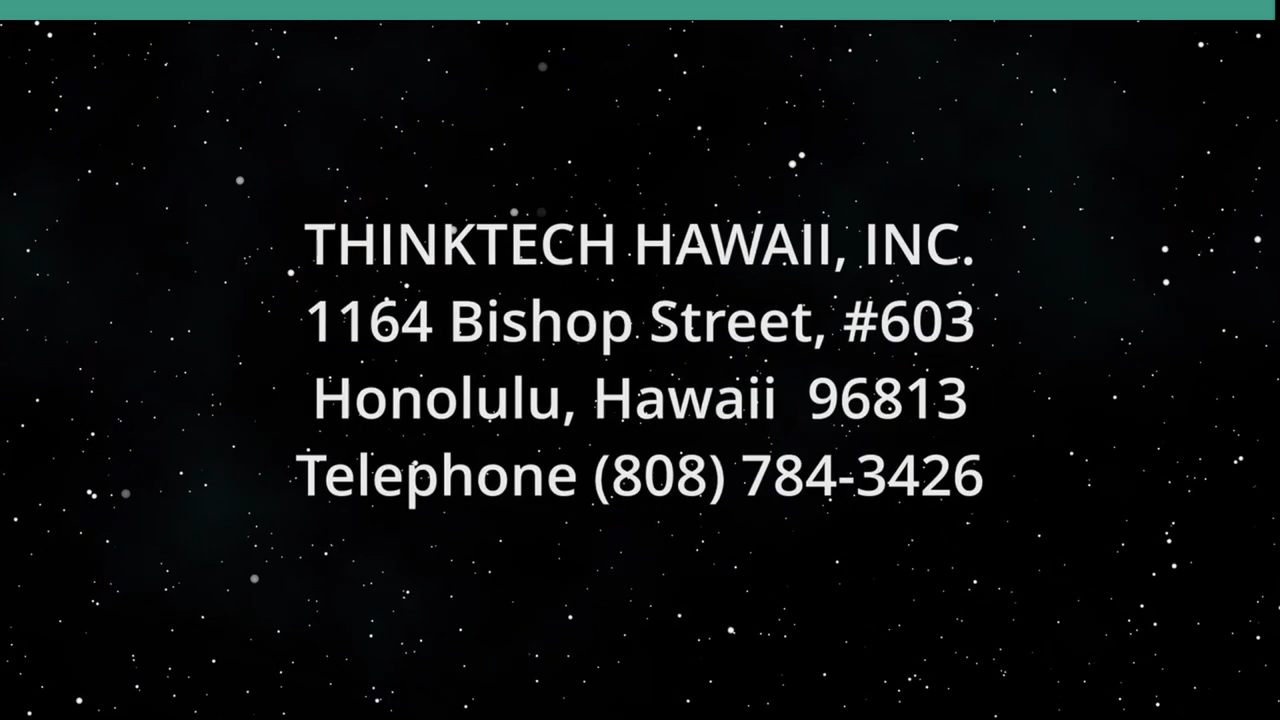 THINKTECH HAWAII, INC.
1164 Bishop Street, #603
Honolulu, Hawaii  96813
Telephone (808) 784-3426